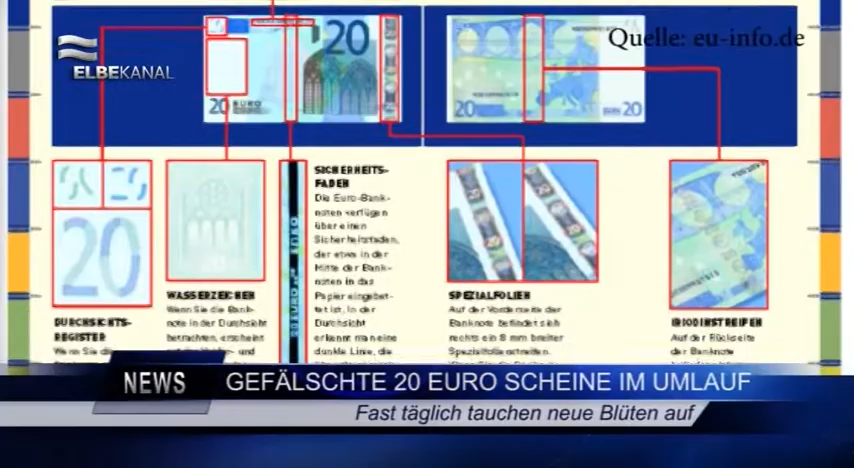 Quelle: eu-info.de
ELBEKANAL
20
20 EURO
20
20
20
SICHERHEITS-
FADEN
Die Euro-Bank-
noten verfügen
über einen
Sicherheitsfaden,
der etwa in der
Mitte der Bank-
noten in das
Papier eingebet-
tet ist. In der
Durchsicht
erkennt man eine
dunkle Linie, die
WASSERZEICHEN
Wenn Sie die Bank-
note in der Durchsicht
betrachten, erscheint
SPEZIALFOLIEN
Auf der Vorderseite der
Banknote befindet sich
rechts ein 8 mm breiter
Spezialfolienstreifen.
IRIODINSTREIFEN
Auf der Rückseite
der Banknote
DURCHSICHTS-
REGISTER
Wenn Sie die
NEWS
GEFÄLSCHTE 20 EURO SCHEINE IM UMLAUF
Fast täglich tauchen neue Blüten auf